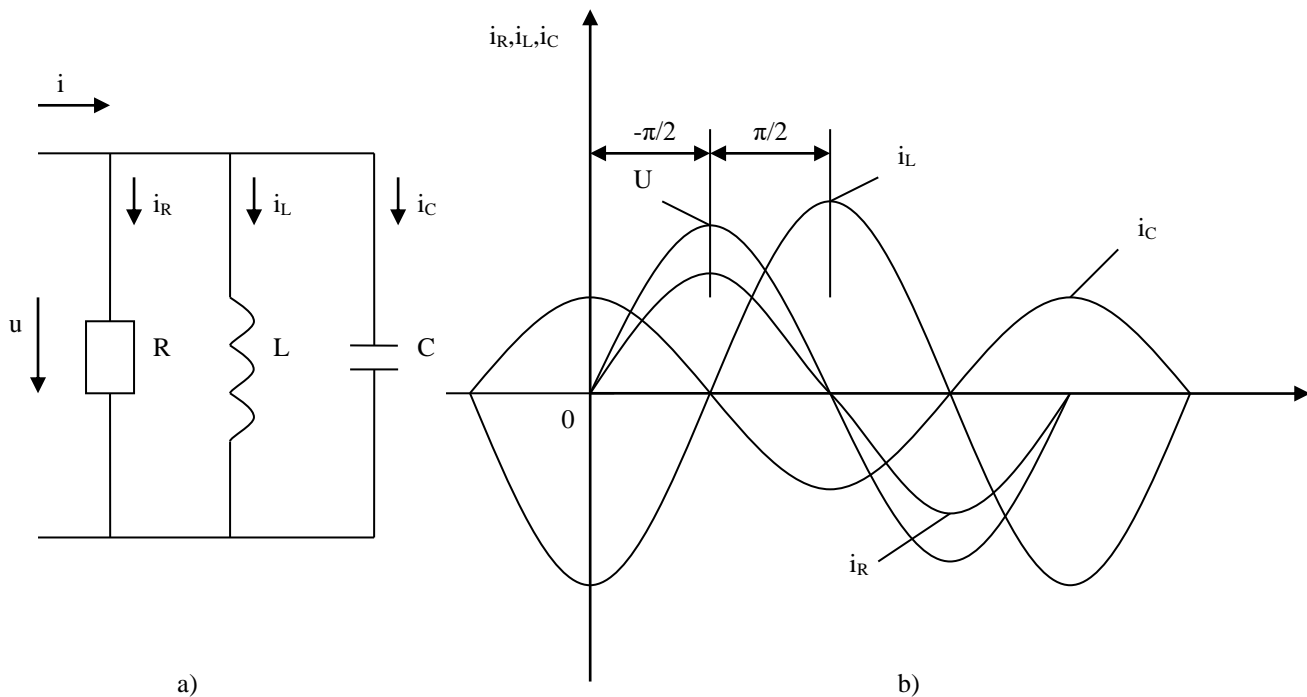 i
i_R
i_L
i_C
u
R
L
C
a)
i_R,i_L,i_C
-π/2
π/2
U
i_L
i_C
0
i_R
b)